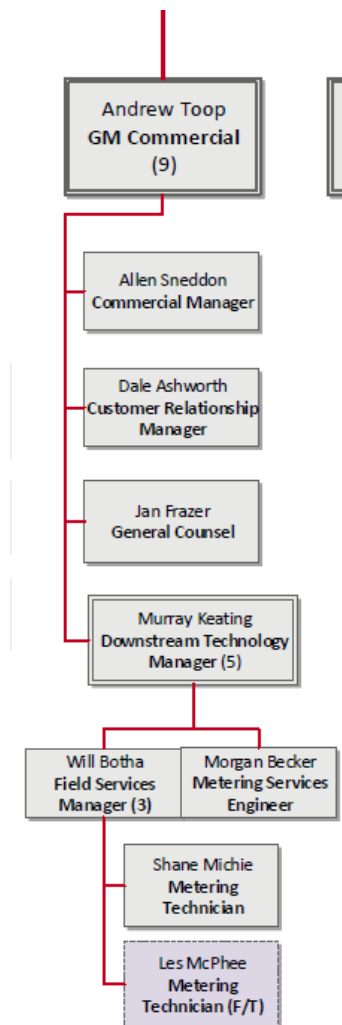 Andrew Toop
GM Commercial
(9)
Allen Sneddon
Commercial Manager
Dale Ashworth
Customer Relationship
Manager
Jan Frazer
General Counsel
Murray Keating
Downstream Technology
Manager (5)
Will Botha
Field Services
Manager (3)
Morgan Becker
Metering Services
Engineer
Shane Michie
Metering
Technician
Les McPhee
Metering
Technician (F/T)